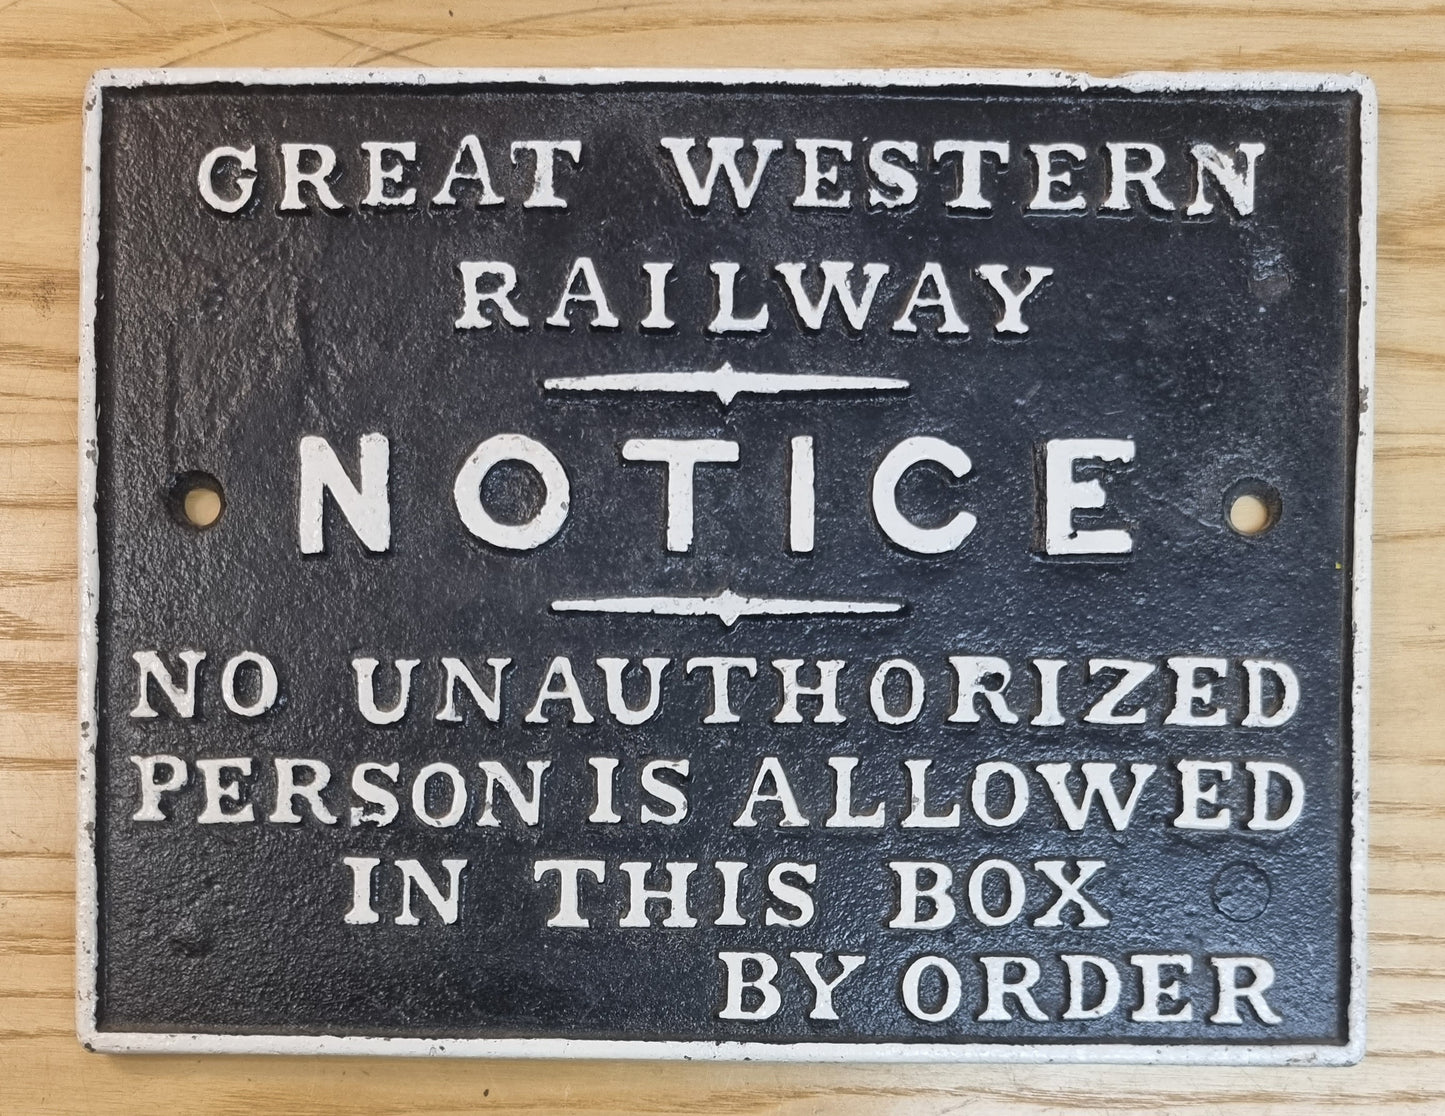 GREAT WESTERN
RAILWAY
NOTICE
NO UNAUTHORIZED
PERSON IS ALLOWED
IN THIS BOX
BY ORDER